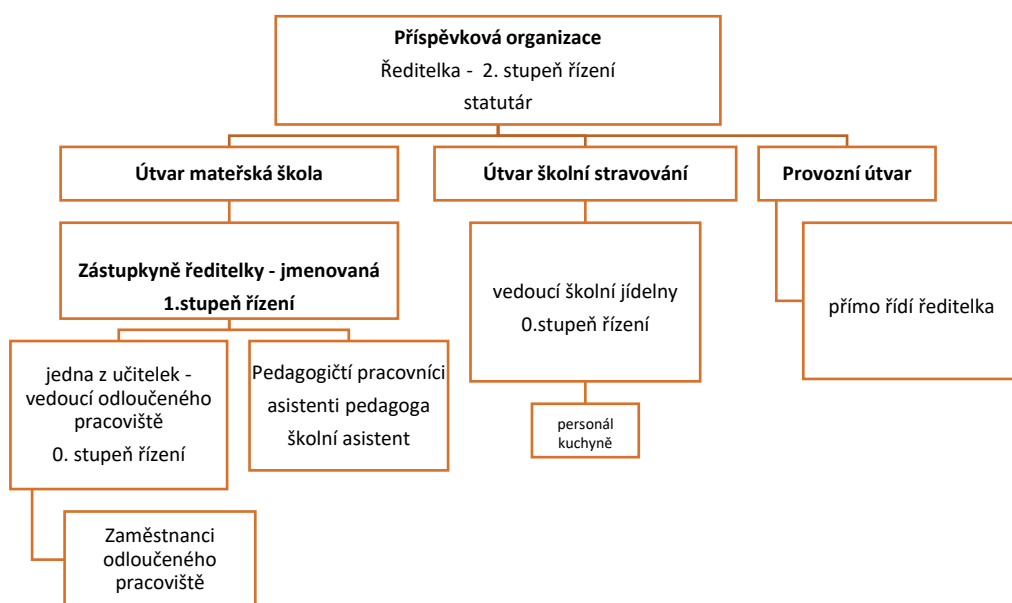 Příspěvková organizace
Ředitelka - 2. stupeň řízení
statutár
Útvar mateřská škola
Útvar školní stravování
Provozní útvar
Zástupkyně ředitelky - jmenovaná
1.stupeň řízení
vedoucí školní jídelny
0.stupeň řízení
přímo řídí ředitelka
jedna z učitelek -
vedoucí odloučeného
pracoviště
0. stupeň řízení
Pedagogičtí pracovníci
asistenti pedagoga
školní asistent
personál
kuchyně
Zaměstnanci
odloučeného
pracoviště